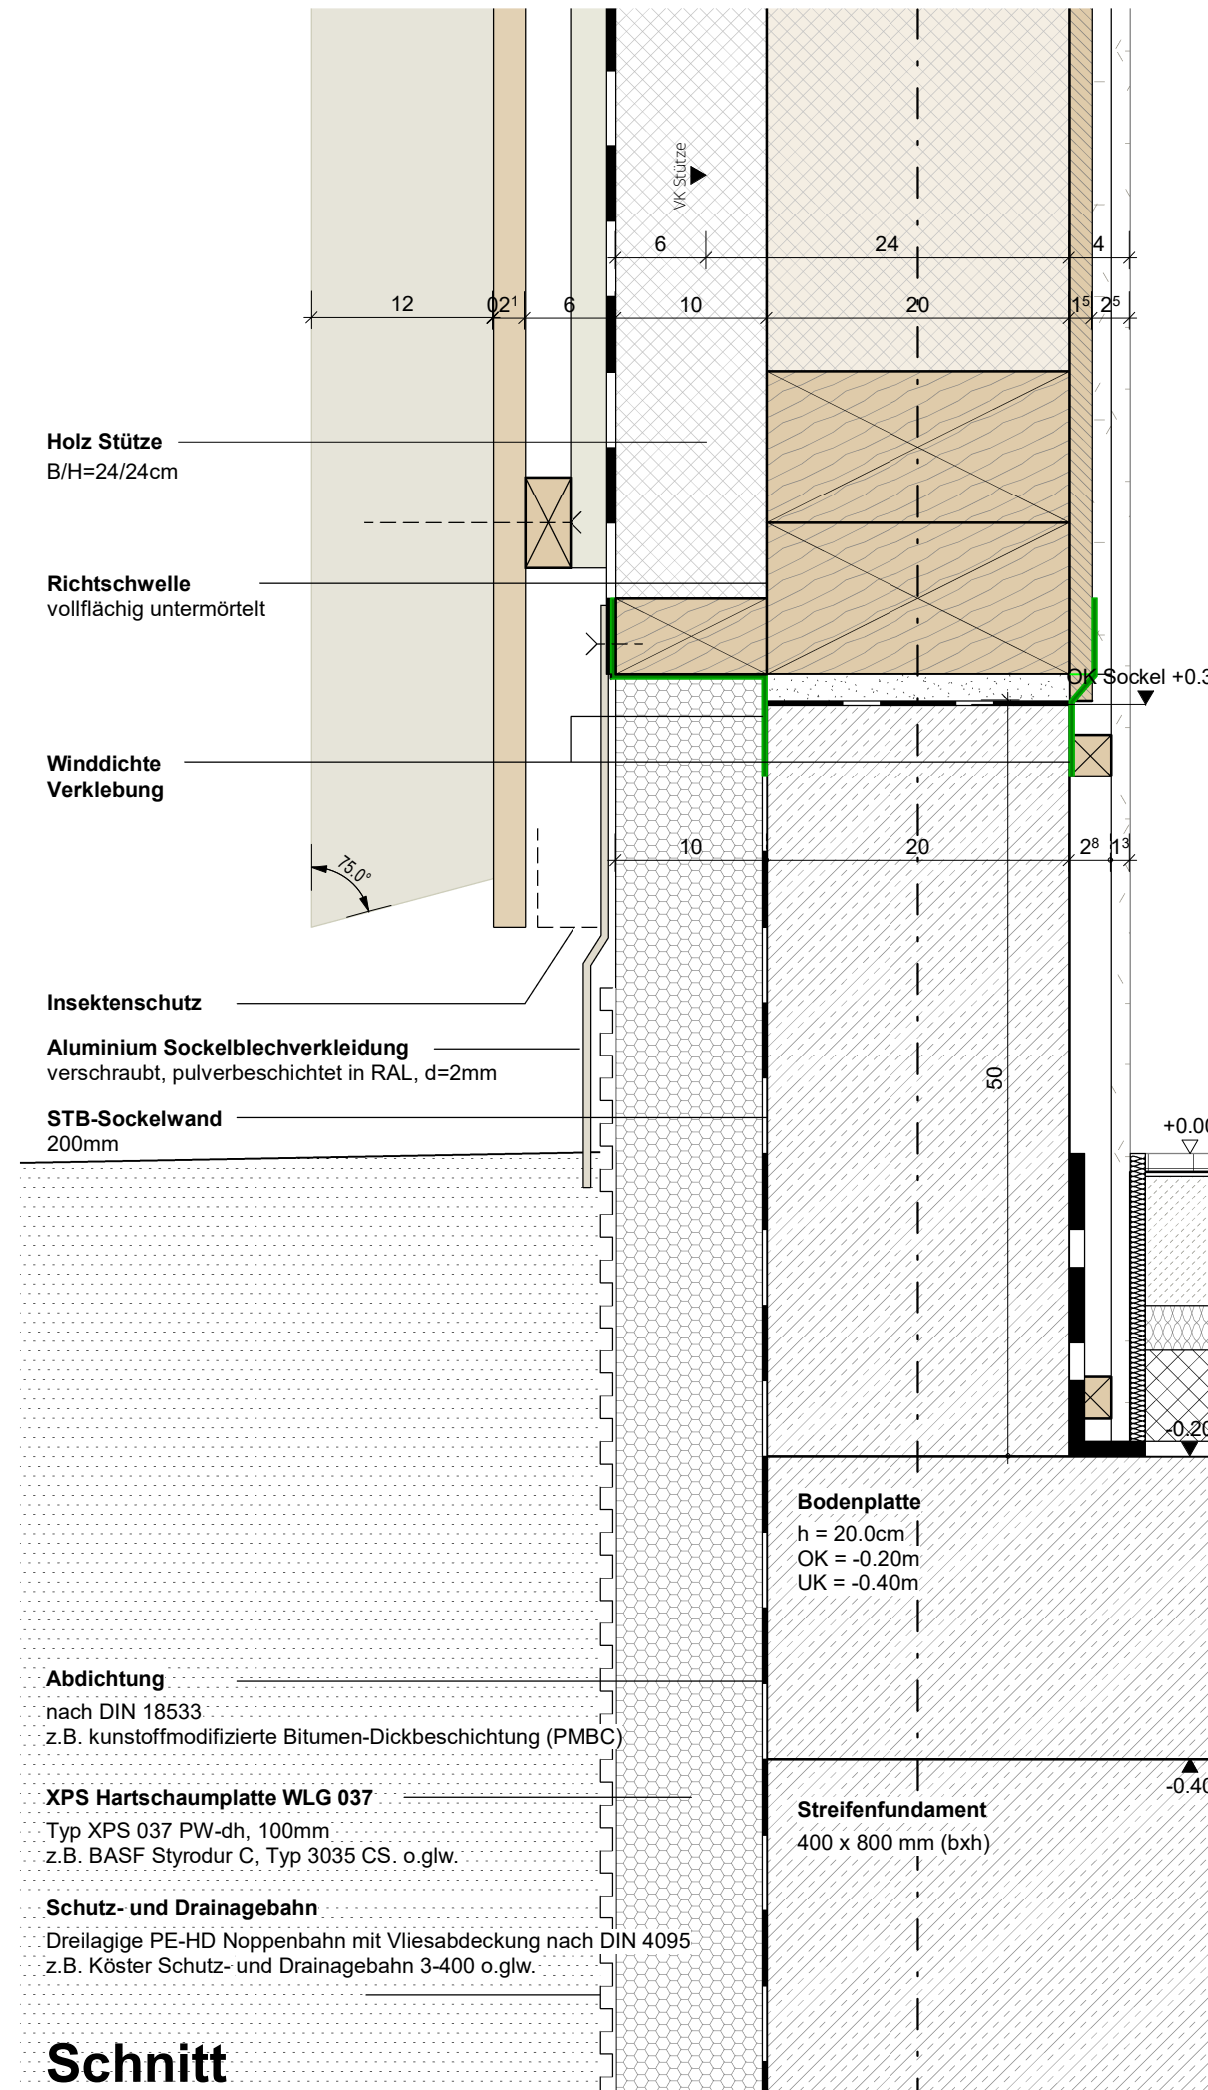 VK Stütze
6 24 4
12 02¹ 6 10 20 1⁵ 2⁵
Holz Stütze
B/H=24/24cm
Richtschwelle
vollflächig untermörtelt
OK Sockel +0.3
Winddichte
Verklebung
10 20 2⁸ 1³
75.0°
Insektenschutz
Aluminium Sockelblechverkleidung
verschraubt, pulverbeschichtet in RAL, d=2mm
50
STB-Sockelwand
200mm
+0.00
-0.20
Bodenplatte
h = 20.0cm
OK = -0.20m
UK = -0.40m
Abdichtung
nach DIN 18533
z.B. kunstoffmodifizierte Bitumen-Dickbeschichtung (PMBC)
-0.40
XPS Hartschaumplatte WLG 037
Typ XPS 037 PW-dh, 100mm
z.B. BASF Styrodur C, Typ 3035 CS. o.glw.
Streifenfundament
400 x 800 mm (bxh)
Schutz- und Drainagebahn
Dreilagige PE-HD Noppenbahn mit Vliesabdeckung nach DIN 4095
z.B. Köster Schutz- und Drainagebahn 3-400 o.glw.
Schnitt